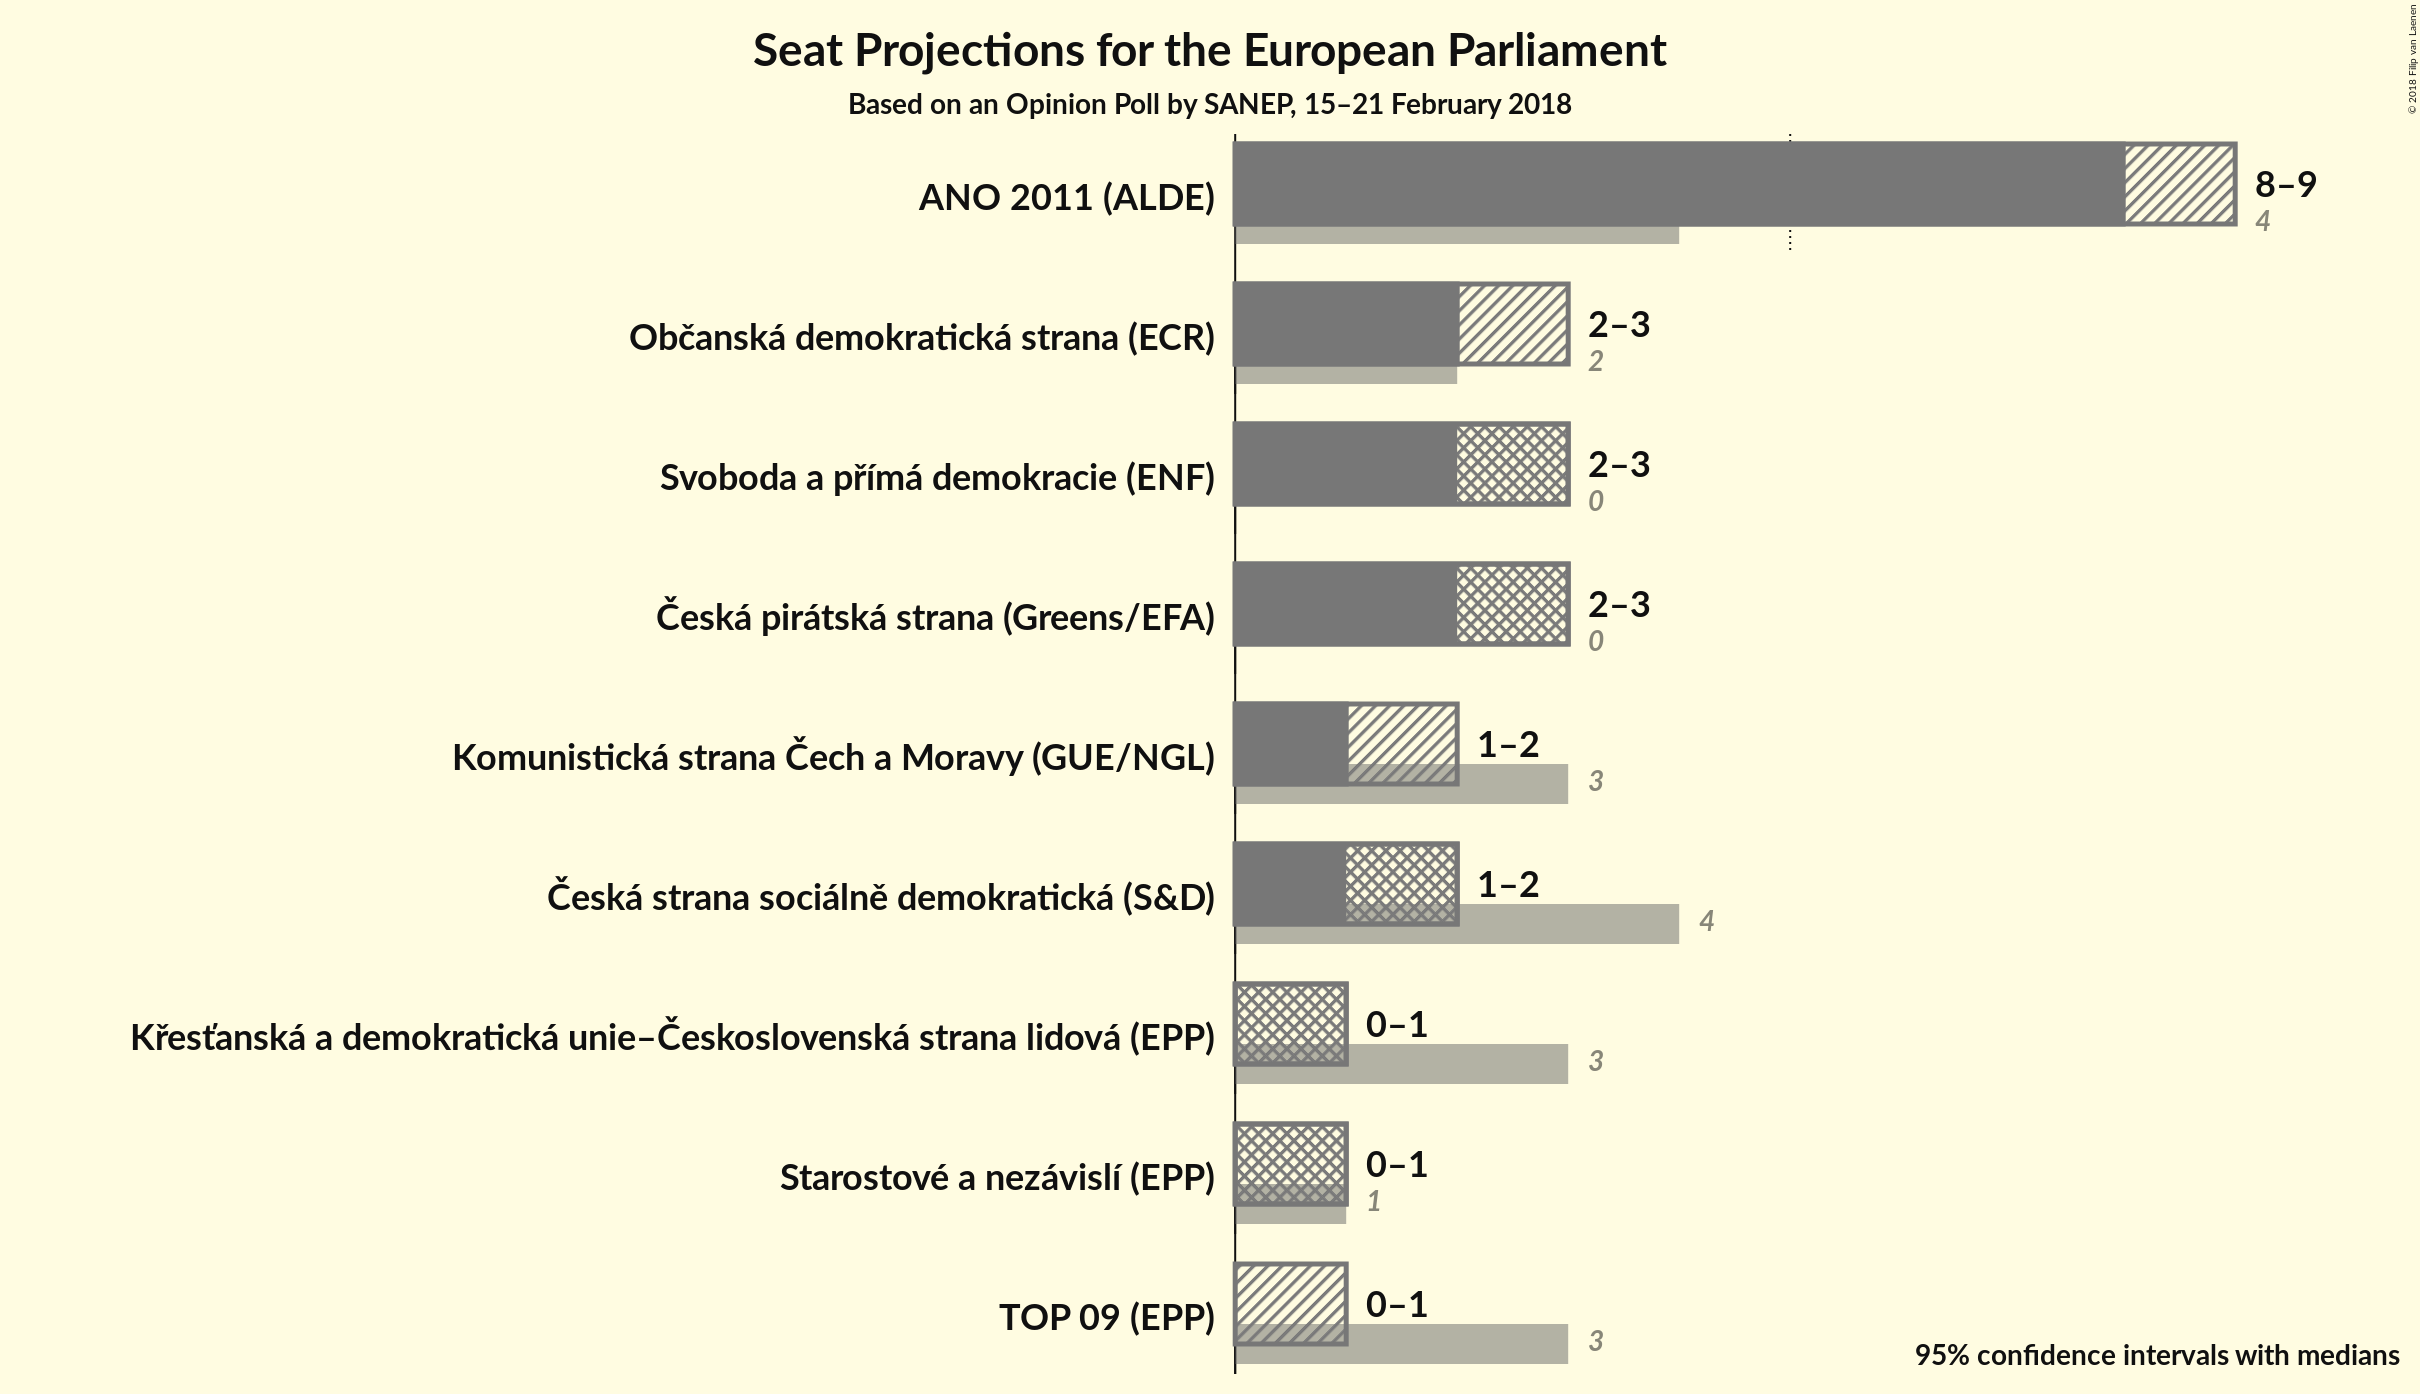 Seat Projections for the European Parliament
Based on an Opinion Poll by SANEP, 15–21 February 2018
© 2018 Filip van Laenen
ANO 2011 (ALDE)
8–9
4
Občanská demokratická strana (ECR)
2–3
2
Svoboda a přímá demokracie (ENF)
2–3
0
Česká pirátská strana (Greens/EFA)
2–3
0
Komunistická strana Čech a Moravy (GUE/NGL)
1–2
3
Česká strana sociálně demokratická (S&D)
1–2
4
Křesťanská a demokratická unie–Československá strana lidová (EPP)
0–1
3
Starostové a nezávislí (EPP)
0–1
1
TOP 09 (EPP)
0–1
3
95% confidence intervals with medians